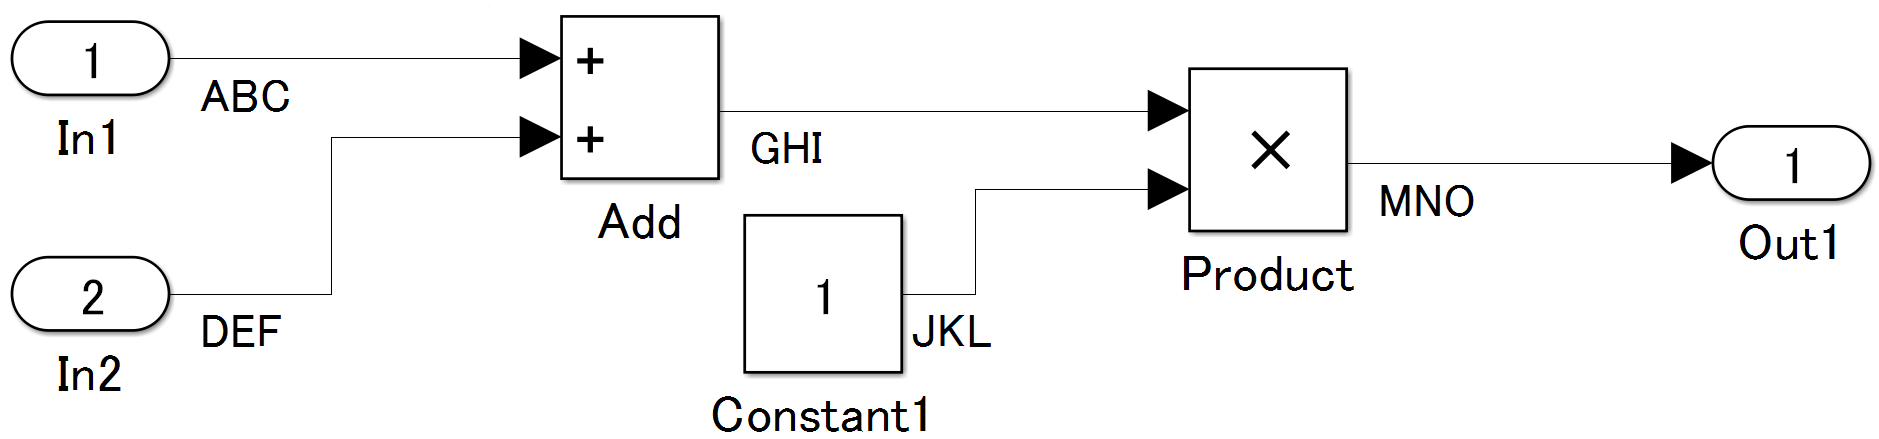 1
ABC
In1
2
DEF
In2
+
+
Add
GHI
1
JKL
Constant1
×
Product
MNO
1
Out1